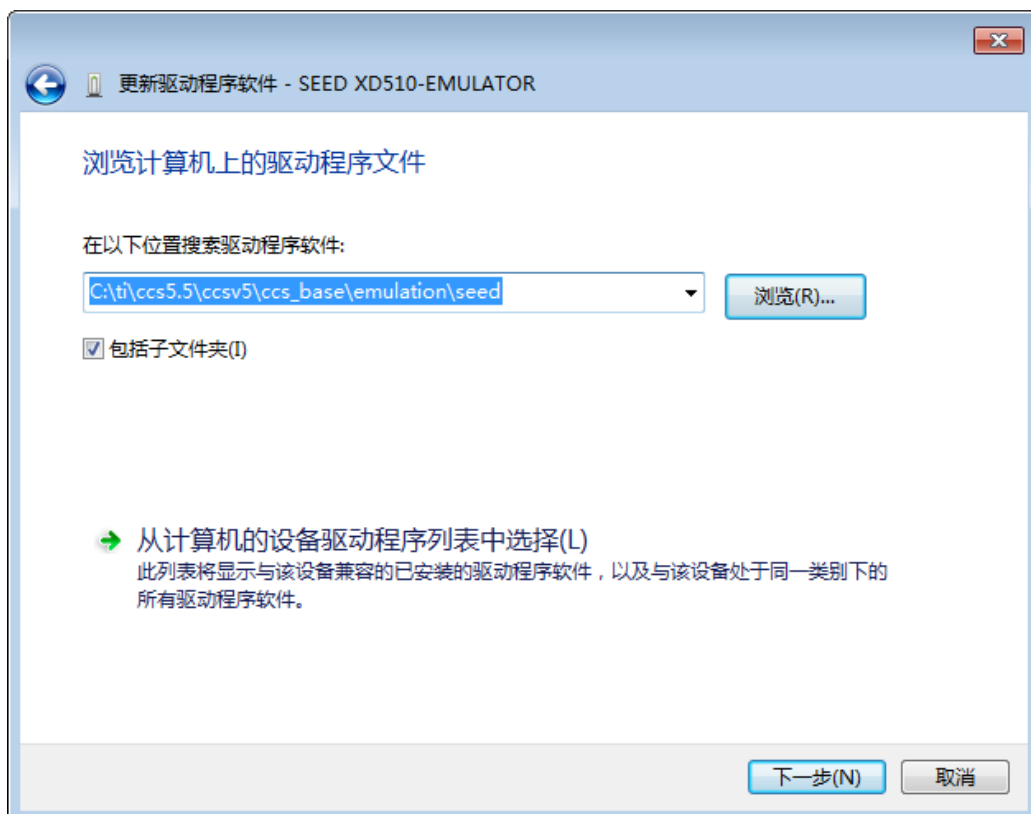 更新驱动程序软件 - SEED XD510-EMULATOR
浏览计算机上的驱动程序文件
在以下位置搜索驱动程序软件:
C:\ti\ccs5.5\ccsv5\ccs_base\emulation\seed
浏览(R)...
包括子文件夹(I)
从计算机的设备驱动程序列表中选择(L)
此列表将显示与该设备兼容的已安装的驱动程序软件，以及与该设备处于同一类别下的
所有驱动程序软件。
下一步(N)
取消